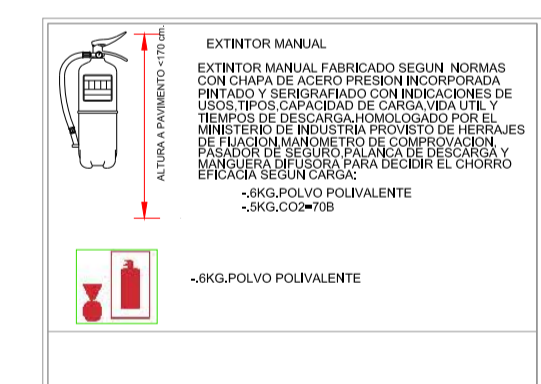 ALTURA A PAVIMENTO <170 cm.
EXTINTOR MANUAL
EXTINTOR MANUAL FABRICADO SEGUN NORMAS
CON CHAPA DE ACERO PRESION INCORPORADA
PINTADO Y SERIGRAFIADO CON INDICACIONES DE
USOS,TIPOS,CAPACIDAD DE CARGA,VIDA UTIL Y
TIEMPOS DE DESCARGA.HOMOLOGADO POR EL
MINISTERIO DE INDUSTRIA PROVISTO DE HERRAJES
DE FIJACION,MANOMETRO DE COMPROVACION,
PASADOR DE SEGURO,PALANCA DE DESCARGA Y
MANGUERA DIFUSORA PARA DECIDIR EL CHORRO
EFICACIA SEGUN CARGA:
-.6KG.POLVO POLIVALENTE
-.5KG.CO2=70B
-.6KG.POLVO POLIVALENTE